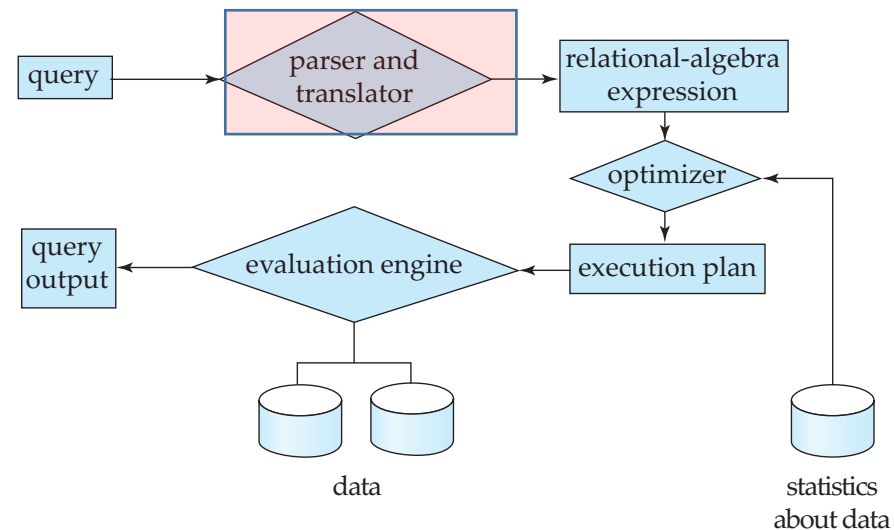 query
parser and
translator
relational-algebra
expression
optimizer
query
output
evaluation engine
execution plan
data
statistics
about data